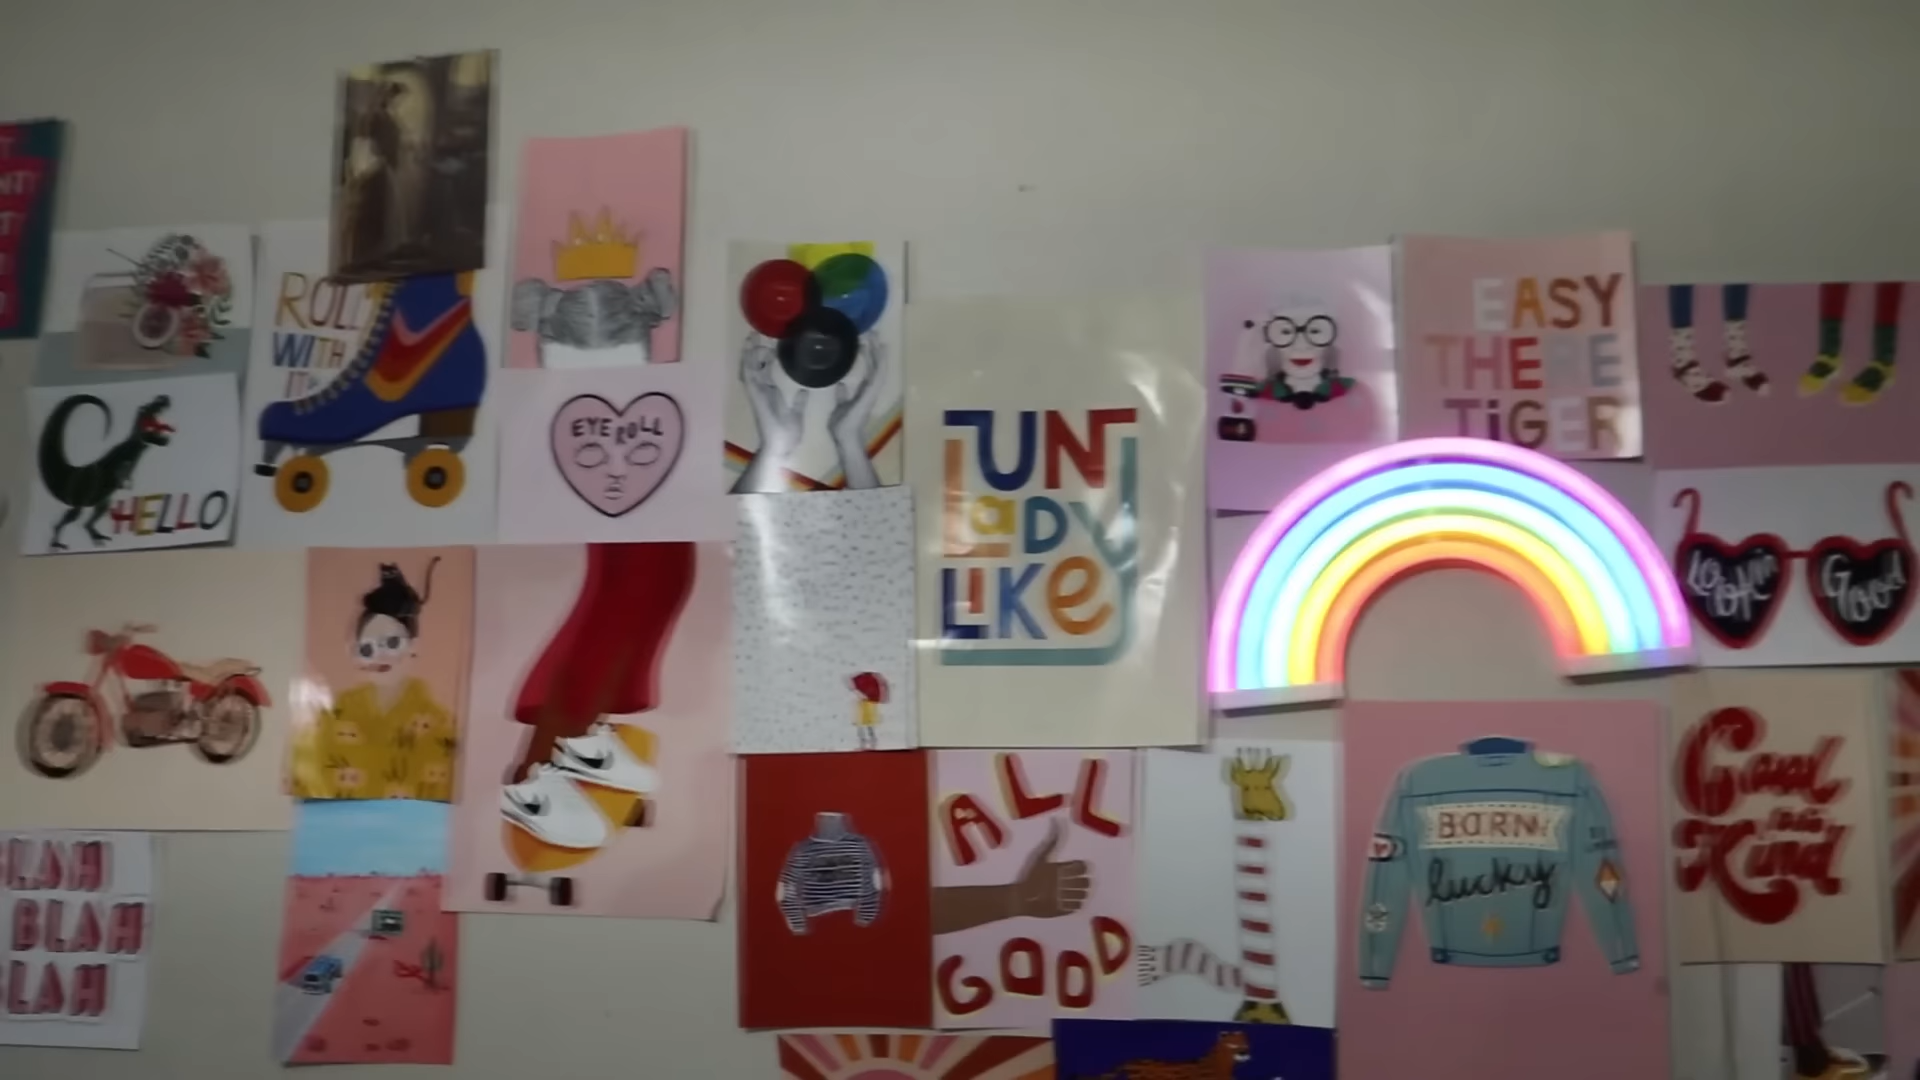 ROLL
WITH
IT
HELLO
EYE ROLL
UN
LADY
LIKE
EASY
THERE
TiGER
Lookin
Good
BLAH
BLAH
BLAH
ALL
GOOD
BORN
lucky
Good
Kind